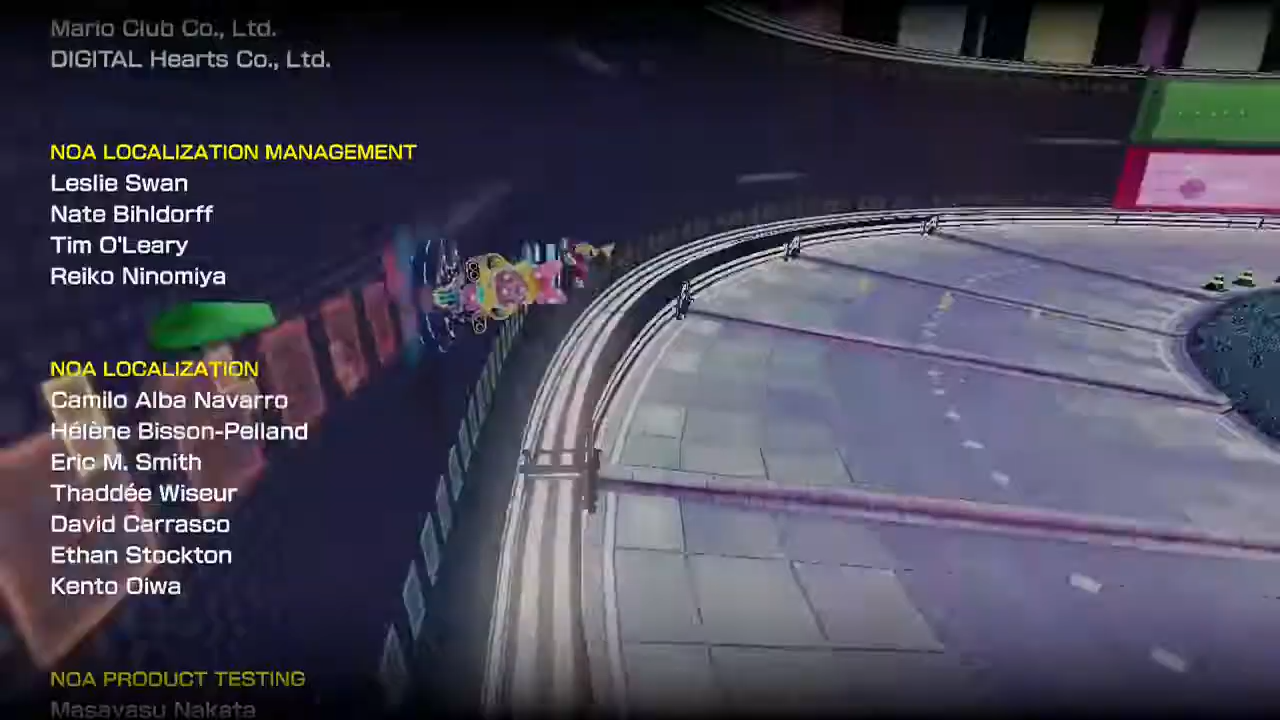 Mario Club Co., Ltd.
DIGITAL Hearts Co., Ltd.
NOA LOCALIZATION MANAGEMENT
Leslie Swan
Nate Bihldorff
Tim O'Leary
Reiko Ninomiya
NOA LOCALIZATION
Camilo Alba Navarro
Hélène Bisson-Pelland
Eric M. Smith
Thaddée Wiseur
David Carrasco
Ethan Stockton
Kento Oiwa
NOA PRODUCT TESTING
Masayasu Nakata